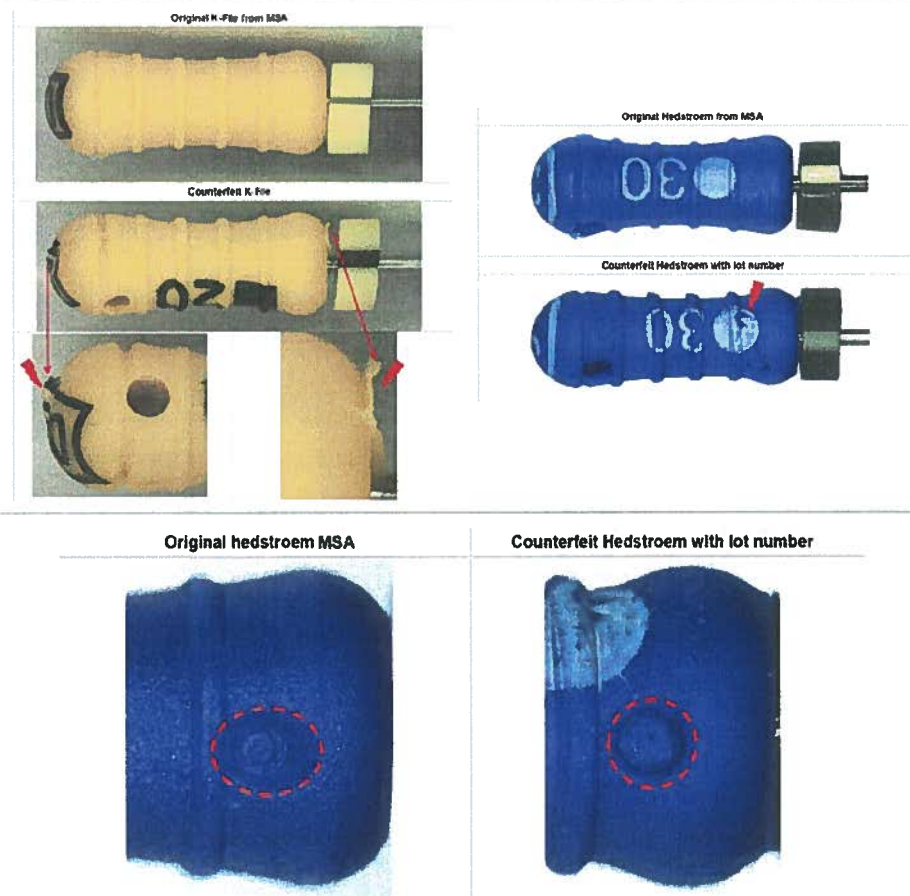 Original K-File from MSA
Counterfeit K-File
20
Original Hedstroem from MSA
30
Counterfeit Hedstroem with lot number
30
Original hedstroem MSA
Counterfeit Hedstroem with lot number